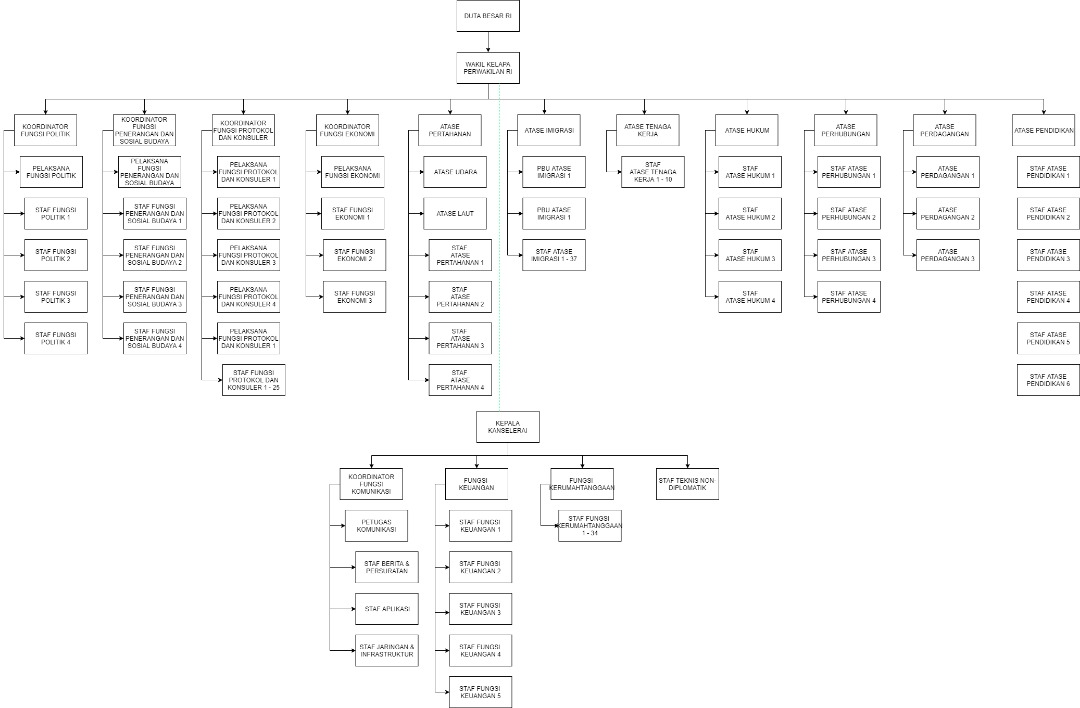 DUTA BESAR RI
WAKIL KELAPA
PERWAKILAN RI
KOORDINATOR
FUNGSI POLITIK
KOORDINATOR
FUNGSI
PENERANGAN DAN
SOSIAL BUDAYA
KOORDINATOR
FUNGSI PROTOKOL
DAN KONSULER
KOORDINATOR
FUNGSI EKONOMI
ATASE
PERTAHANAN
ATASE IMIGRASI
ATASE TENAGA
KERJA
ATASE HUKUM
ATASE
PERHUBUNGAN
ATASE
PERDAGANGAN
ATASE PENDIDIKAN
PELAKSANA
FUNGSI POLITIK
PELAKSANA
FUNGSI
PENERANGAN DAN
SOSIAL BUDAYA
PELAKSANA
FUNGSI PROTOKOL
DAN KONSULER 1
PELAKSANA
FUNGSI EKONOMI
ATASE UDARA
PBU ATASE
IMIGRASI 1
STAF
ATASE TENAGA
KERJA 1 - 10
STAF
ATASE HUKUM 1
STAF ATASE
PERHUBUNGAN 1
ATASE
PERDAGANGAN 1
STAF ATASE
PENDIDIKAN 1
STAF FUNGSI
POLITIK 1
STAF FUNGSI
PENERANGAN DAN
SOSIAL BUDAYA 1
PELAKSANA
FUNGSI PROTOKOL
DAN KONSULER 2
STAF FUNGSI
EKONOMI 1
ATASE LAUT
PBU ATASE
IMIGRASI 1
STAF
ATASE HUKUM 2
STAF ATASE
PERHUBUNGAN 2
ATASE
PERDAGANGAN 2
STAF ATASE
PENDIDIKAN 2
STAF FUNGSI
POLITIK 2
STAF FUNGSI
PENERANGAN DAN
SOSIAL BUDAYA 2
PELAKSANA
FUNGSI PROTOKOL
DAN KONSULER 3
STAF FUNGSI
EKONOMI 2
STAF
ATASE
PERTAHANAN 1
STAF ATASE
IMIGRASI 1 - 37
STAF
ATASE HUKUM 3
STAF ATASE
PERHUBUNGAN 3
ATASE
PERDAGANGAN 3
STAF ATASE
PENDIDIKAN 3
STAF FUNGSI
POLITIK 3
STAF FUNGSI
PENERANGAN DAN
SOSIAL BUDAYA 3
PELAKSANA
FUNGSI PROTOKOL
DAN KONSULER 4
STAF FUNGSI
EKONOMI 3
STAF
ATASE
PERTAHANAN 2
STAF
ATASE HUKUM 4
STAF ATASE
PERHUBUNGAN 4
STAF ATASE
PENDIDIKAN 4
STAF FUNGSI
POLITIK 4
STAF FUNGSI
PENERANGAN DAN
SOSIAL BUDAYA 4
PELAKSANA
FUNGSI PROTOKOL
DAN KONSULER 1
STAF
ATASE
PERTAHANAN 3
STAF ATASE
PENDIDIKAN 5
STAF FUNGSI
PROTOKOL DAN
KONSULER 1 - 25
STAF
ATASE
PERTAHANAN 4
STAF ATASE
PENDIDIKAN 6
KEPALA
KANSELERAI
KOORDINATOR
FUNGSI
KOMUNIKASI
FUNGSI
KEUANGAN
FUNGSI
KERUMAHTANGGAAN
STAF TEKNIS NON-
DIPLOMATIK
PETUGAS
KOMUNIKASI
STAF FUNGSI
KEUANGAN 1
STAF FUNGSI
KERUMAHTANGGAAN
1 - 34
STAF BERITA &
PERSURATAN
STAF FUNGSI
KEUANGAN 2
STAF APLIKASI
STAF FUNGSI
KEUANGAN 3
STAF JARINGAN &
INFRASTRUKTUR
STAF FUNGSI
KEUANGAN 4
STAF FUNGSI
KEUANGAN 5